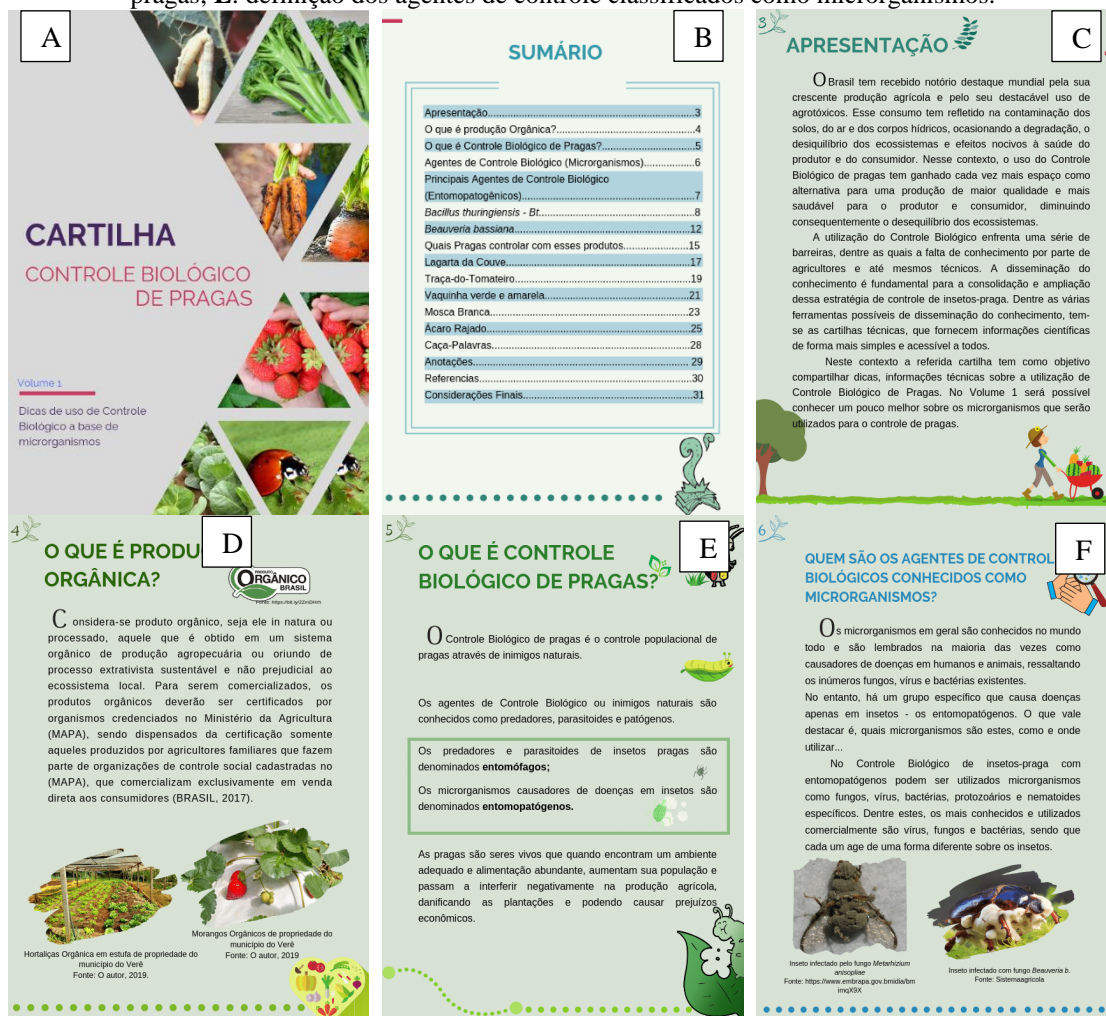 pragas; E: definição dos agentes de controle classificados como microrganismos.
A
CARTILHA
CONTROLE BIOLÓGICO
DE PRAGAS
Volume 1
Dicas de uso de Controle
Biológico a base de
microrganismos
B
SUMÁRIO
Apresentação...3
O que é produção Orgânica?...4
O que é Controle Biológico de Pragas?...5
Agentes de Controle Biológico (Microrganismos)...6
Principais Agentes de Controle Biológico
(Entomopatogênicos)...7
Bacillus thuringiensis - Bt...8
Beauveria bassiana...12
Quais Pragas controlar com esses produtos...15
Lagarta da Couve...17
Traça-do-Tomateiro...19
Vaquinha verde e amarela...21
Mosca Branca...23
Ácaro Rajado...25
Caça-Palavras...28
Anotações...29
Referencias...30
Considerações Finais...31
3
C
APRESENTAÇÃO
O Brasil tem recebido notório destaque mundial pela sua
crescente produção agrícola e pelo seu destacável uso de
agrotóxicos. Esse consumo tem refletido na contaminação dos
solos, do ar e dos corpos hídricos, ocasionando a degradação, o
desiquilíbrio dos ecossistemas e efeitos nocivos à saúde do
produtor e do consumidor. Nesse contexto, o uso do Controle
Biológico de pragas tem ganhado cada vez mais espaço como
alternativa para uma produção de maior qualidade e mais
saudável para o produtor e consumidor, diminuindo
consequentemente o desequilíbrio dos ecossistemas.
A utilização do Controle Biológico enfrenta uma série de
barreiras, dentre as quais a falta de conhecimento por parte de
agricultores e até mesmos técnicos. A disseminação do
conhecimento é fundamental para a consolidação e ampliação
dessa estratégia de controle de insetos-praga. Dentre as várias
ferramentas possíveis de disseminação do conhecimento, tem-
se as cartilhas técnicas, que fornecem informações científicas
de forma mais simples e acessível a todos.
Neste contexto a referida cartilha tem como objetivo
compartilhar dicas, informações técnicas sobre a utilização de
Controle Biológico de Pragas. No Volume 1 será possível
conhecer um pouco melhor sobre os microrganismos que serão
utilizados para o controle de pragas.
4
D
O QUE É PRODU
ORGÂNICA?
PRODUTO
ORGÂNICO
BRASIL
Considera-se produto orgânico, seja ele in natura ou
processado, aquele que é obtido em um sistema
orgânico de produção agropecuária ou oriundo de
processo extrativista sustentável e não prejudicial ao
ecossistema local. Para serem comercializados, os
produtos orgânicos deverão ser certificados por
organismos credenciados no Ministério da Agricultura
(MAPA), sendo dispensados da certificação somente
aqueles produzidos por agricultores familiares que fazem
parte de organizações de controle social cadastradas no
(MAPA), que comercializam exclusivamente em venda
direta aos consumidores (BRASIL, 2017).
Hortaliças Orgânica em estufa de propriedade do
município do Verê
Fonte: O autor, 2019.
Morangos Orgânicos de propriedade do
município do Verê
Fonte: O autor, 2019
5
E
O QUE É CONTROLE
BIOLÓGICO DE PRAGAS?
O Controle Biológico de pragas é o controle populacional de
pragas através de inimigos naturais.
Os agentes de Controle Biológico ou inimigos naturais são
conhecidos como predadores, parasitoides e patógenos.
Os predadores e parasitoides de insetos pragas são
denominados entomófagos;
Os microrganismos causadores de doenças em insetos são
denominados entomopatógenos.
As pragas são seres vivos que quando encontram um ambiente
adequado e alimentação abundante, aumentam sua população e
passam a interferir negativamente na produção agrícola,
danificando as plantações e podendo causar prejuízos
econômicos.
6
F
QUEM SÃO OS AGENTES DE CONTROL
BIOLÓGICOS CONHECIDOS COMO
MICRORGANISMOS?
Os microrganismos em geral são conhecidos no mundo
todo e são lembrados na maioria das vezes como
causadores de doenças em humanos e animais, ressaltando
os inúmeros fungos, vírus e bactérias existentes.
No entanto, há um grupo específico que causa doenças
apenas em insetos - os entomopatógenos. O que vale
destacar é, quais microrganismos são estes, como e onde
utilizar...
No Controle Biológico de insetos-praga com
entomopatógenos podem ser utilizados microrganismos
como fungos, vírus, bactérias, protozoários e nematoides
específicos. Dentre estes, os mais conhecidos e utilizados
comercialmente são vírus, fungos e bactérias, sendo que
cada um age de uma forma diferente sobre os insetos.
Inseto infectado pelo fungo Metarhizium
anisopliae
Fonte: https://www.embrapa.gov.bmidia/bm
imqX9X
Inseto infectado com fungo Beauveria b.
Fonte: Sistemaagricola